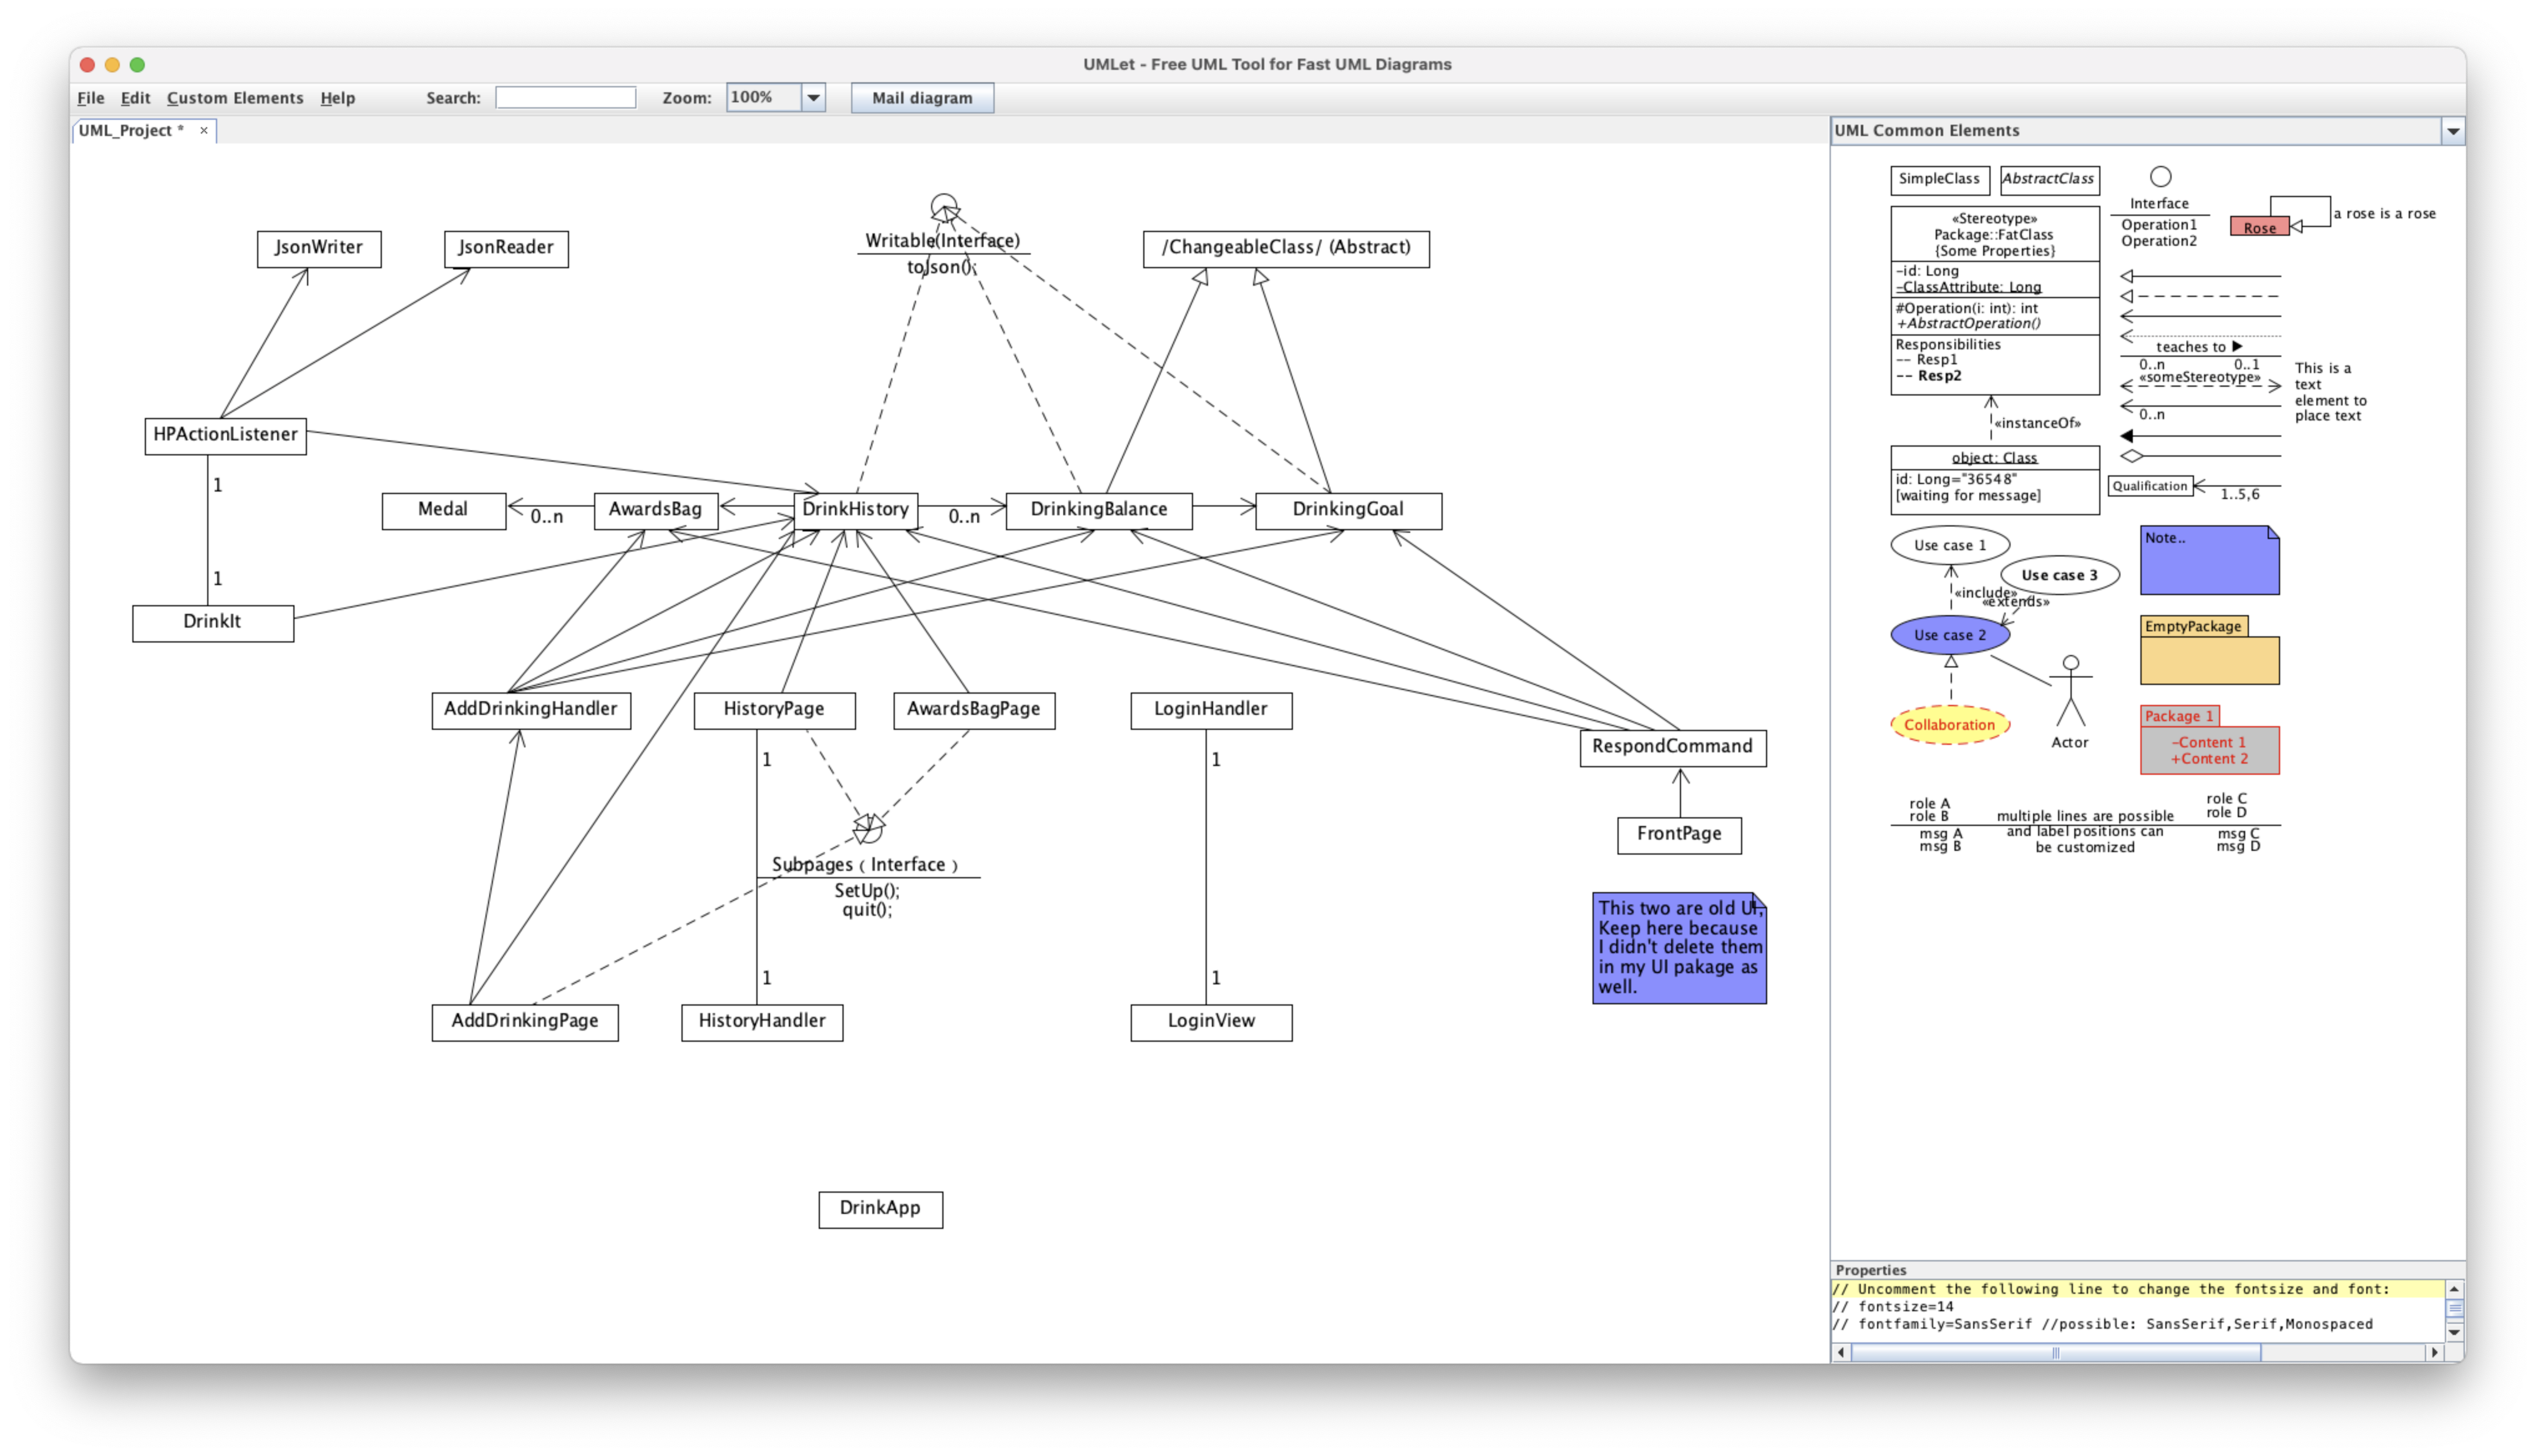 UMLet - Free UML Tool for Fast UML Diagrams
File Edit Custom Elements Help Search: Zoom: 100% Mail diagram
UML_Project * ×
Writable(Interface)
toJson();
JsonWriter
JsonReader
/ChangeableClass/ (Abstract)
HPActionListener
1
1
DrinkIt
Medal
0..n
AwardsBag
DrinkHistory
0..n
DrinkingBalance
DrinkingGoal
AddDrinkingHandler
HistoryPage
AwardsBagPage
LoginHandler
RespondCommand
1
1
FrontPage
Subpages ( Interface )
SetUp();
quit();
This two are old UI,
Keep here because
I didn't delete them
in my UI pakage as
well.
1
1
AddDrinkingPage
HistoryHandler
LoginView
DrinkApp
UML Common Elements
SimpleClass
AbstractClass
Interface
Operation1
Operation2
Rose
a rose is a rose
«Stereotype»
Package::FatClass
{Some Properties}
-id: Long
-ClassAttribute: Long
#Operation(i: int): int
+AbstractOperation()
Responsibilities
-- Resp1
-- Resp2
teaches to ▶
0..n 0..1
«someStereotype»
0..n
This is a
text
element to
place text
«instanceOf»
object: Class
id: Long="36548"
[waiting for message]
Qualification
1..5,6
Use case 1
Use case 3
Note..
«include»
«extends»
Use case 2
EmptyPackage
Collaboration
Actor
Package 1
-Content 1
+Content 2
role A
role B
msg A
msg B
multiple lines are possible
and label positions can
be customized
role C
role D
msg C
msg D
Properties
// Uncomment the following line to change the fontsize and font:
// fontsize=14
// fontfamily=SansSerif //possible: SansSerif,Serif,Monospaced